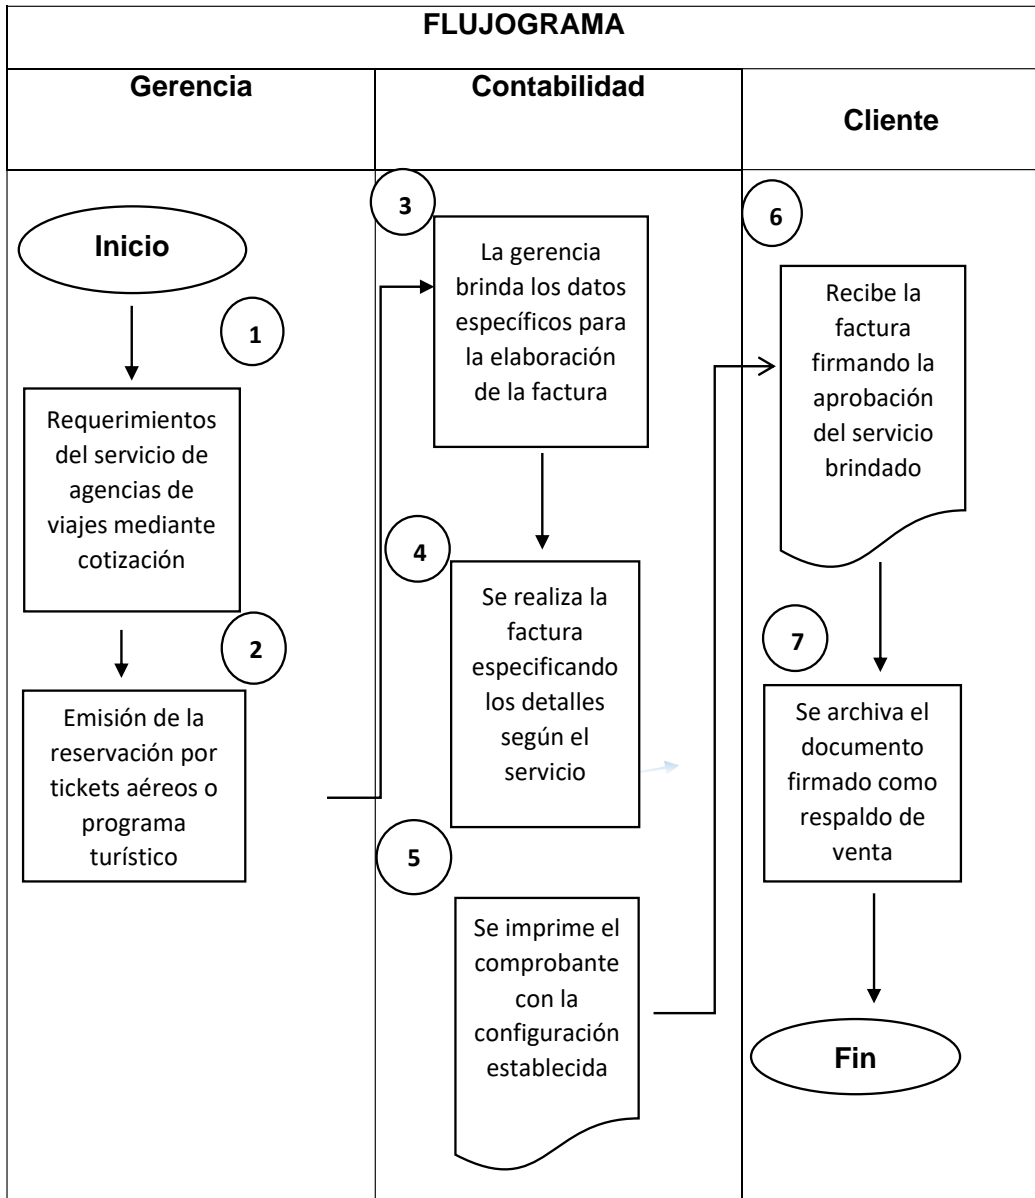 FLUJOGRAMA
Gerencia
Contabilidad
Cliente
Inicio
1
Requerimientos
del servicio de
agencias de
viajes mediante
cotización
2
Emisión de la
reservación por
tickets aéreos o
programa
turístico
3
La gerencia
brinda los datos
específicos para
la elaboración
de la factura
4
Se realiza la
factura
especificando
los detalles
según el
servicio
5
Se imprime el
comprobante
con la
configuración
establecida
6
Recibe la
factura
firmando la
aprobación
del servicio
brindado
7
Se archiva el
documento
firmado como
respaldo de
venta
Fin